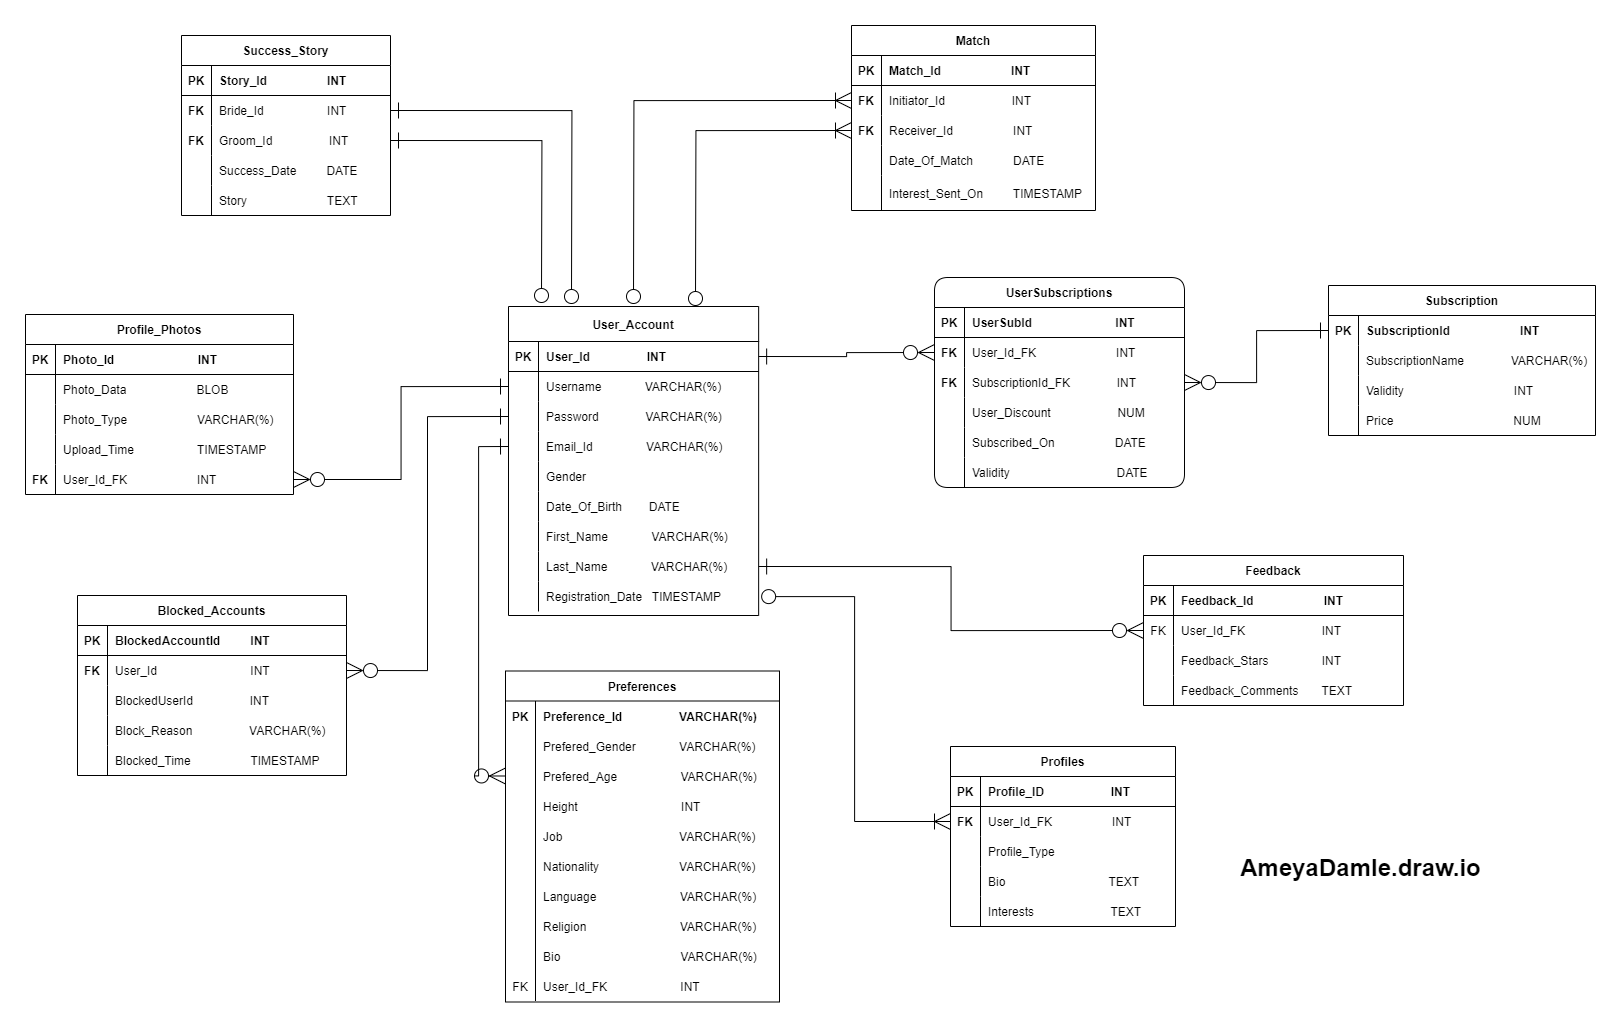 Success_Story
PK Story_Id INT
FK Bride_Id INT
FK Groom_Id INT
Success_Date DATE
Story TEXT
Match
PK Match_Id INT
FK Initiator_Id INT
FK Receiver_Id INT
Date_Of_Match DATE
Interest_Sent_On TIMESTAMP
Profile_Photos
PK Photo_Id INT
Photo_Data BLOB
Photo_Type VARCHAR(%)
Upload_Time TIMESTAMP
FK User_Id_FK INT
User_Account
PK User_Id INT
Username VARCHAR(%)
Password VARCHAR(%)
Email_Id VARCHAR(%)
Gender
Date_Of_Birth DATE
First_Name VARCHAR(%)
Last_Name VARCHAR(%)
Registration_Date TIMESTAMP
UserSubscriptions
PK UserSubId INT
FK User_Id_FK INT
FK SubscriptionId_FK INT
User_Discount NUM
Subscribed_On DATE
Validity DATE
Subscription
PK SubscriptionId INT
SubscriptionName VARCHAR(%)
Validity INT
Price NUM
Blocked_Accounts
PK BlockedAccountId INT
FK User_Id INT
BlockedUserId INT
Block_Reason VARCHAR(%)
Blocked_Time TIMESTAMP
Feedback
PK Feedback_Id INT
FK User_Id_FK INT
Feedback_Stars INT
Feedback_Comments TEXT
Preferences
PK Preference_Id VARCHAR(%)
Prefered_Gender VARCHAR(%)
Prefered_Age VARCHAR(%)
Height INT
Job VARCHAR(%)
Nationality VARCHAR(%)
Language VARCHAR(%)
Religion VARCHAR(%)
Bio VARCHAR(%)
FK User_Id_FK INT
Profiles
PK Profile_ID INT
FK User_Id_FK INT
Profile_Type
Bio TEXT
Interests TEXT
AmeyaDamle.draw.io